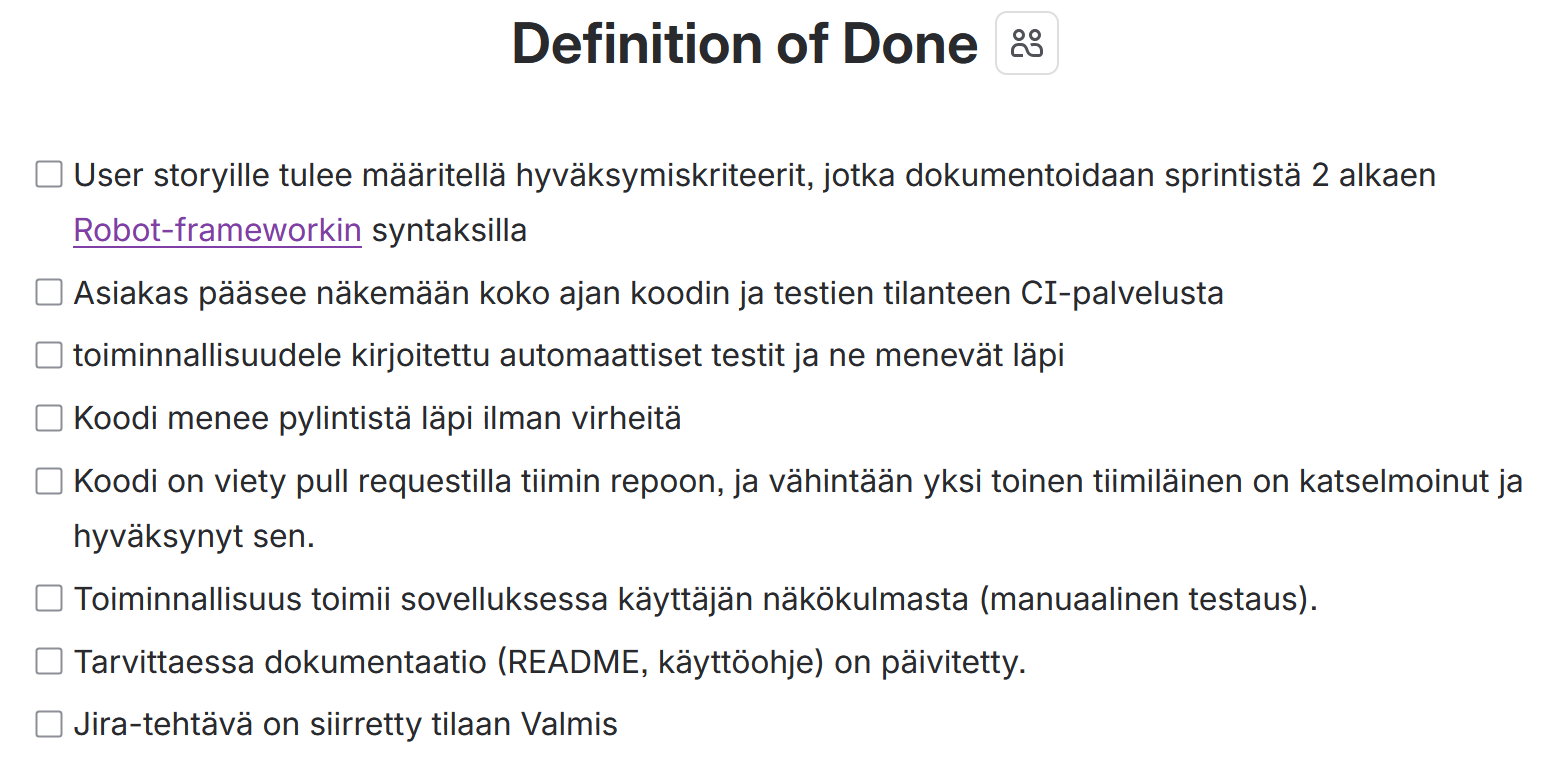 Definition of Done
User storyille tulee määritellä hyväksymiskriteerit, jotka dokumentoidaan sprintistä 2 alkaen
Robot-frameworkin syntaksilla
Asiakas pääsee näkemään koko ajan koodin ja testien tilanteen CI-palvelusta
toiminnallisuudele kirjoitettu automaattiset testit ja ne menevät läpi
Koodi menee pylintistä läpi ilman virheitä
Koodi on viety pull requestilla tiimin repoon, ja vähintään yksi toinen tiimiläinen on katselmoinut ja
hyväksynyt sen.
Toiminnallisuus toimii sovelluksessa käyttäjän näkökulmasta (manuaalinen testaus).
Tarvittaessa dokumentaatio (README, käyttöohje) on päivitetty.
Jira-tehtävä on siirretty tilaan Valmis